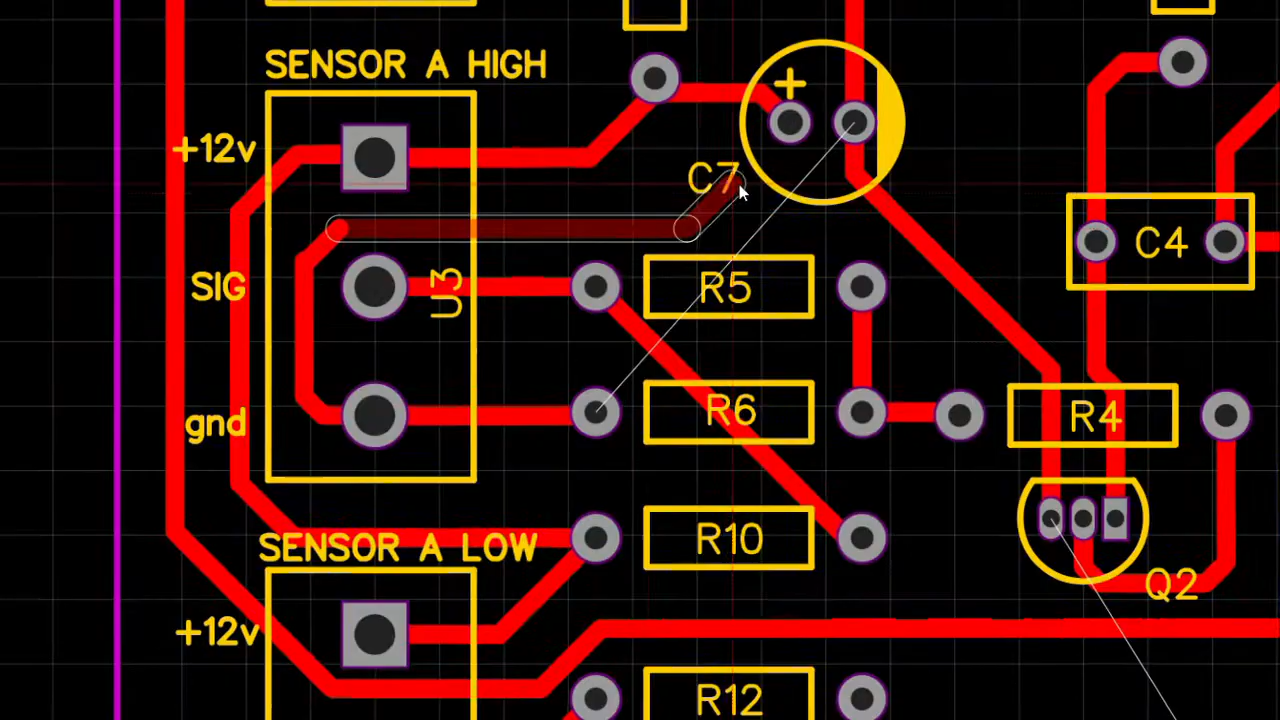 SENSOR A HIGH
+
+12v
C7
C4
SIG
U3
R5
gnd
R6
R4
SENSOR A LOW
R10
Q2
+12v
R12